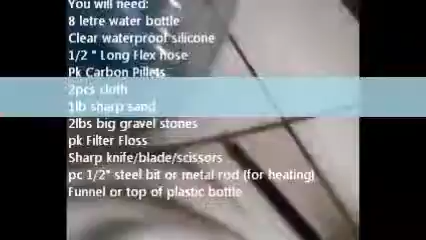 You will need:
8 letre water bottle
Clear waterproof silicone
1/2 " Long Flex hose
Pk Carbon Pillets
2pcs cloth
1lb sharp sand
2lbs big gravel stones
pk Filter Floss
Sharp knife/blade/scissors
pc 1/2" steel bit or metal rod (for heating)
Funnel or top of plastic bottle